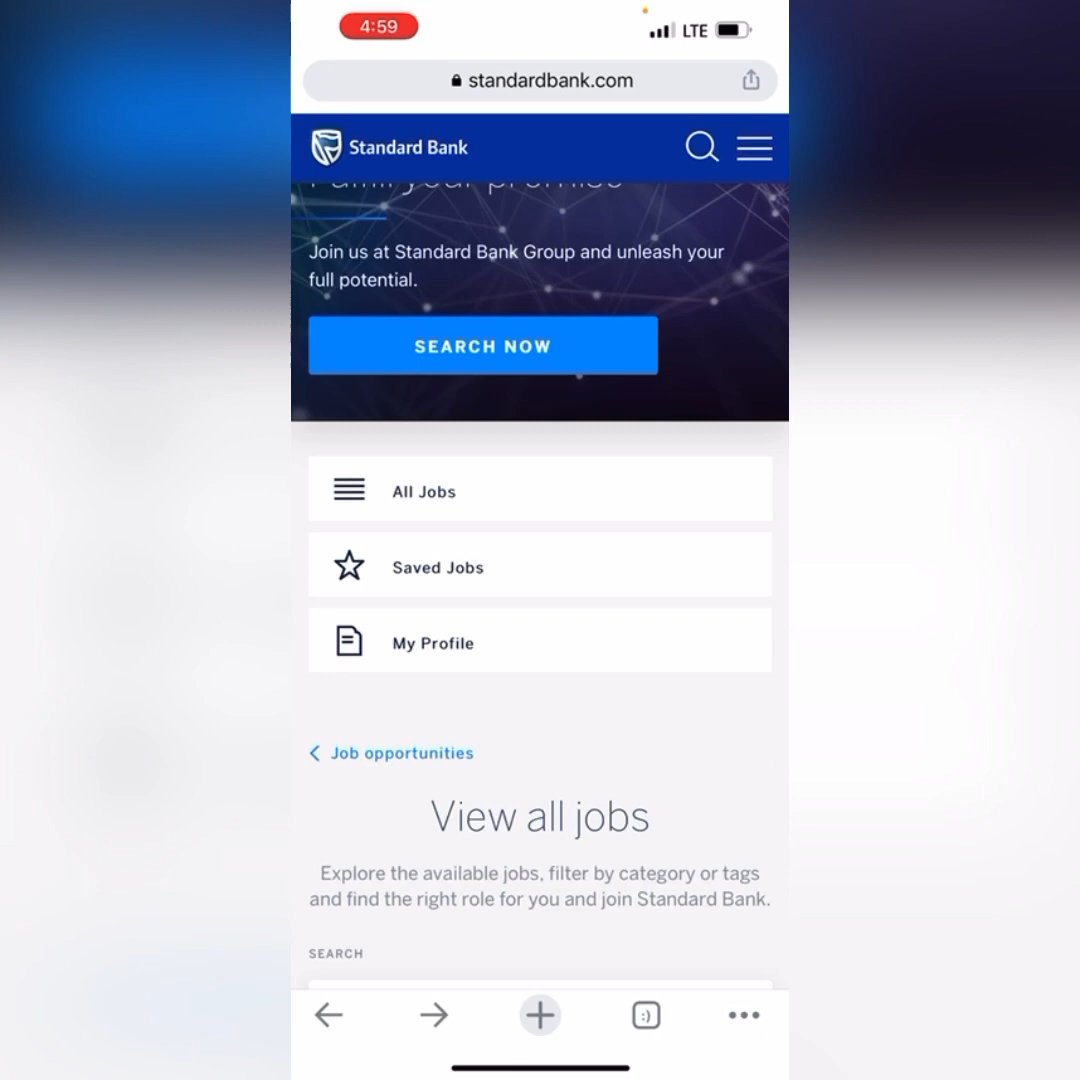 4:59
LTE
standardbank.com
Standard Bank
Join us at Standard Bank Group and unleash your
full potential.
SEARCH NOW
All Jobs
Saved Jobs
My Profile
Job opportunities
View all jobs
Explore the available jobs, filter by category or tags
and find the right role for you and join Standard Bank.
SEARCH
:)